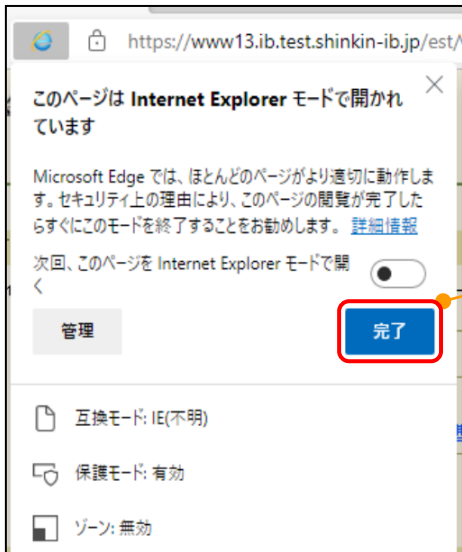 https://www13.ib.test.shinkin-ib.jp/est/
このページは Internet Explorer モードで開かれ
ています
Microsoft Edge では、ほとんどのページがより適切に動作しま
す。セキュリティ上の理由により、このページの閲覧が完了した
らすぐにこのモードを終了することをお勧めします。 詳細情報
次回、このページを Internet Explorer モードで開
く
管理 完了
互換モード: IE(不明)
保護モード: 有効
ゾーン: 無効